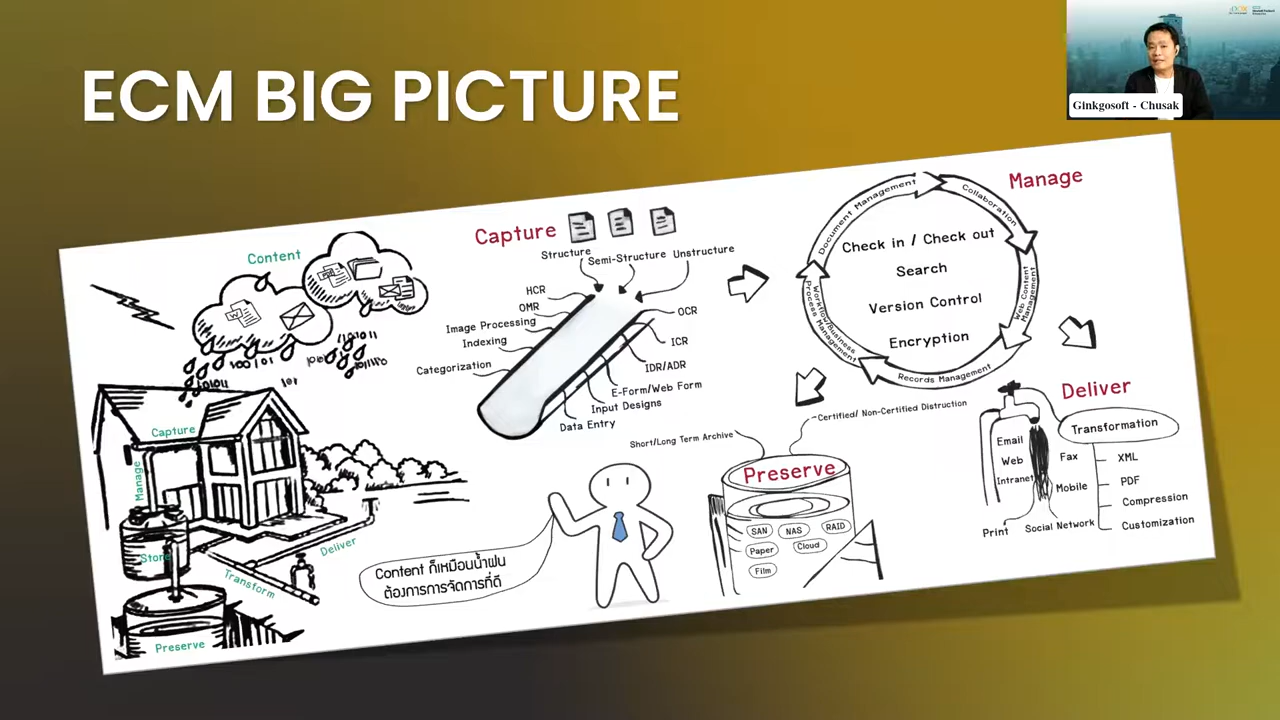 ECM BIG PICTURE
Ginkgosoft - Chusak
Content
Capture
Manage
Store
Transform
Deliver
Preserve
Content ก็เหมือนน้ำฝน
ต้องการการจัดการที่ดี
Capture
Structure
Semi-Structure
Unstructure
HCR
OMR
Image Processing
Indexing
Categorization
OCR
ICR
IDR/ADR
E-Form/Web Form
Input Designs
Data Entry
Manage
Document Management
Collaboration
Web Content
Management
Records Management
Workflow/Business
Process Management
Check in / Check out
Search
Version Control
Encryption
Short/Long Term Archive
Certified/ Non-Certified Distruction
Preserve
SAN
NAS
RAID
Paper
Cloud
Film
Deliver
Transformation
Email
Web
Intranet
Fax
Mobile
Print
Social Network
XML
PDF
Compression
Customization